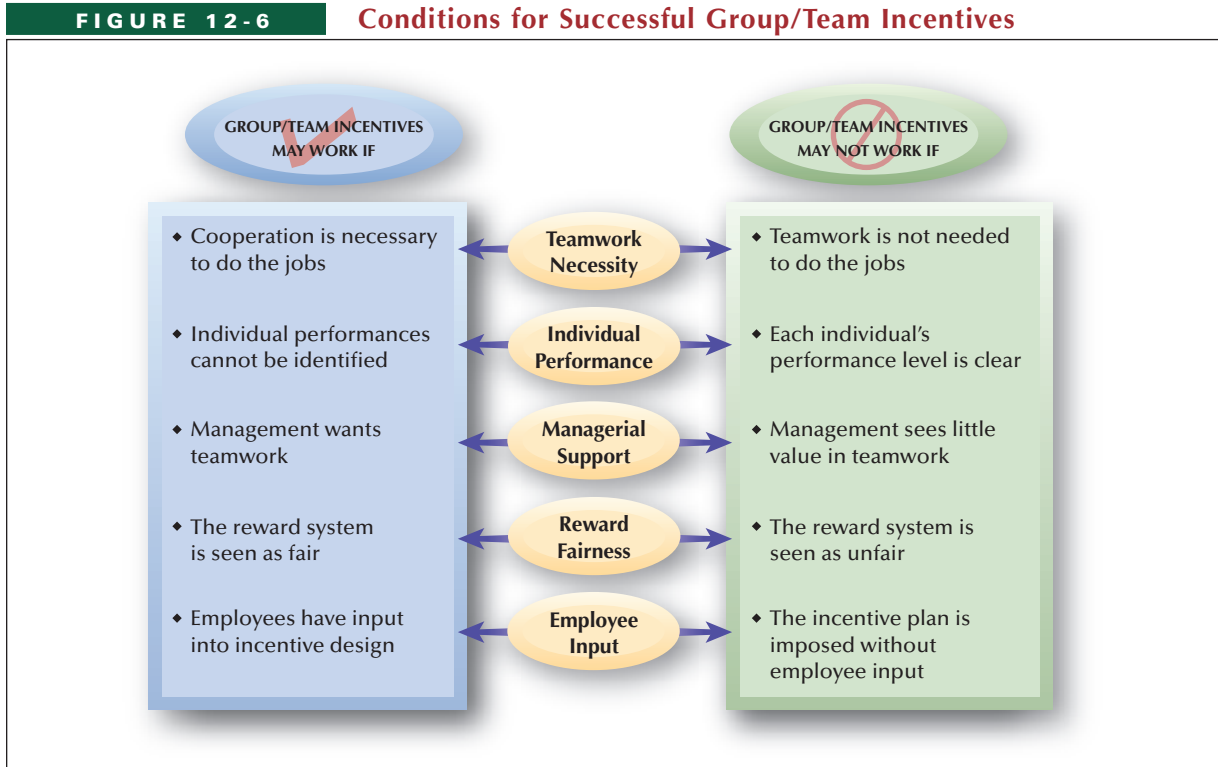 FIGURE 12-6 Conditions for Successful Group/Team Incentives
GROUP/TEAM INCENTIVES
MAY WORK IF
GROUP/TEAM INCENTIVES
MAY NOT WORK IF
◆ Cooperation is necessary
to do the jobs
Teamwork
Necessity
◆ Teamwork is not needed
to do the jobs
◆ Individual performances
cannot be identified
Individual
Performance
◆ Each individual’s
performance level is clear
◆ Management wants
teamwork
Managerial
Support
◆ Management sees little
value in teamwork
◆ The reward system
is seen as fair
Reward
Fairness
◆ The reward system is
seen as unfair
◆ Employees have input
into incentive design
Employee
Input
◆ The incentive plan is
imposed without
employee input